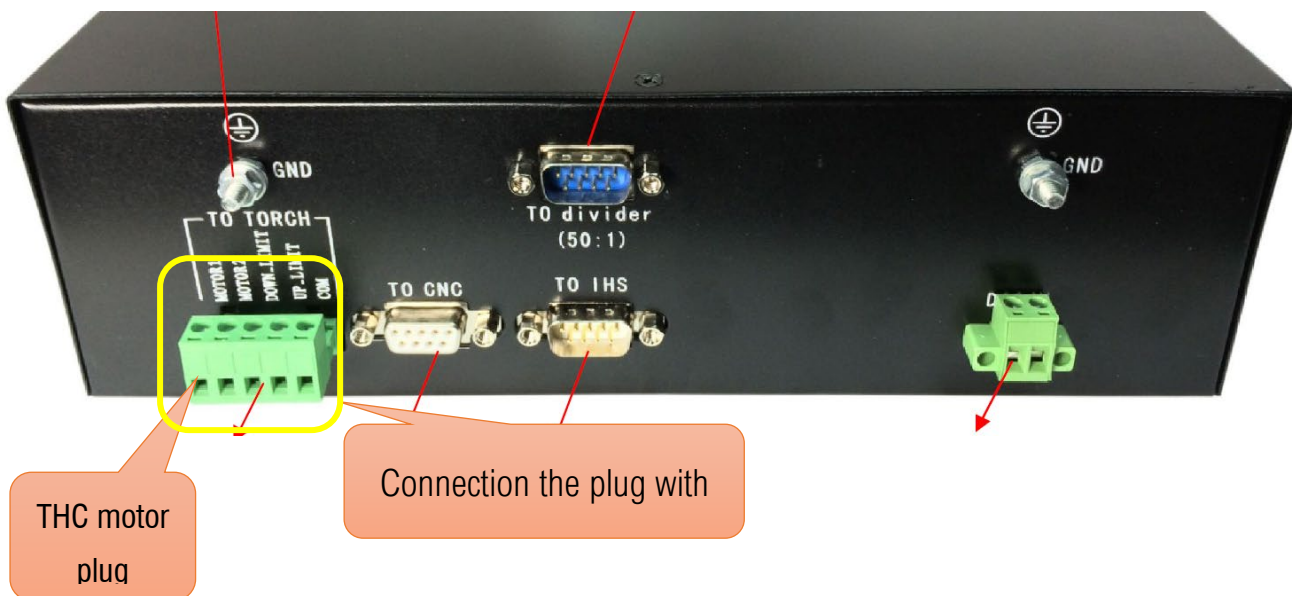 GND
GND
TO TORCH
MOTOR1
MOTOR2
DOWN.LIMIT
UP.LIMIT
COM
TO divider
(50:1)
TO CNC
TO IHS
D
THC motor
plug
Connection the plug with